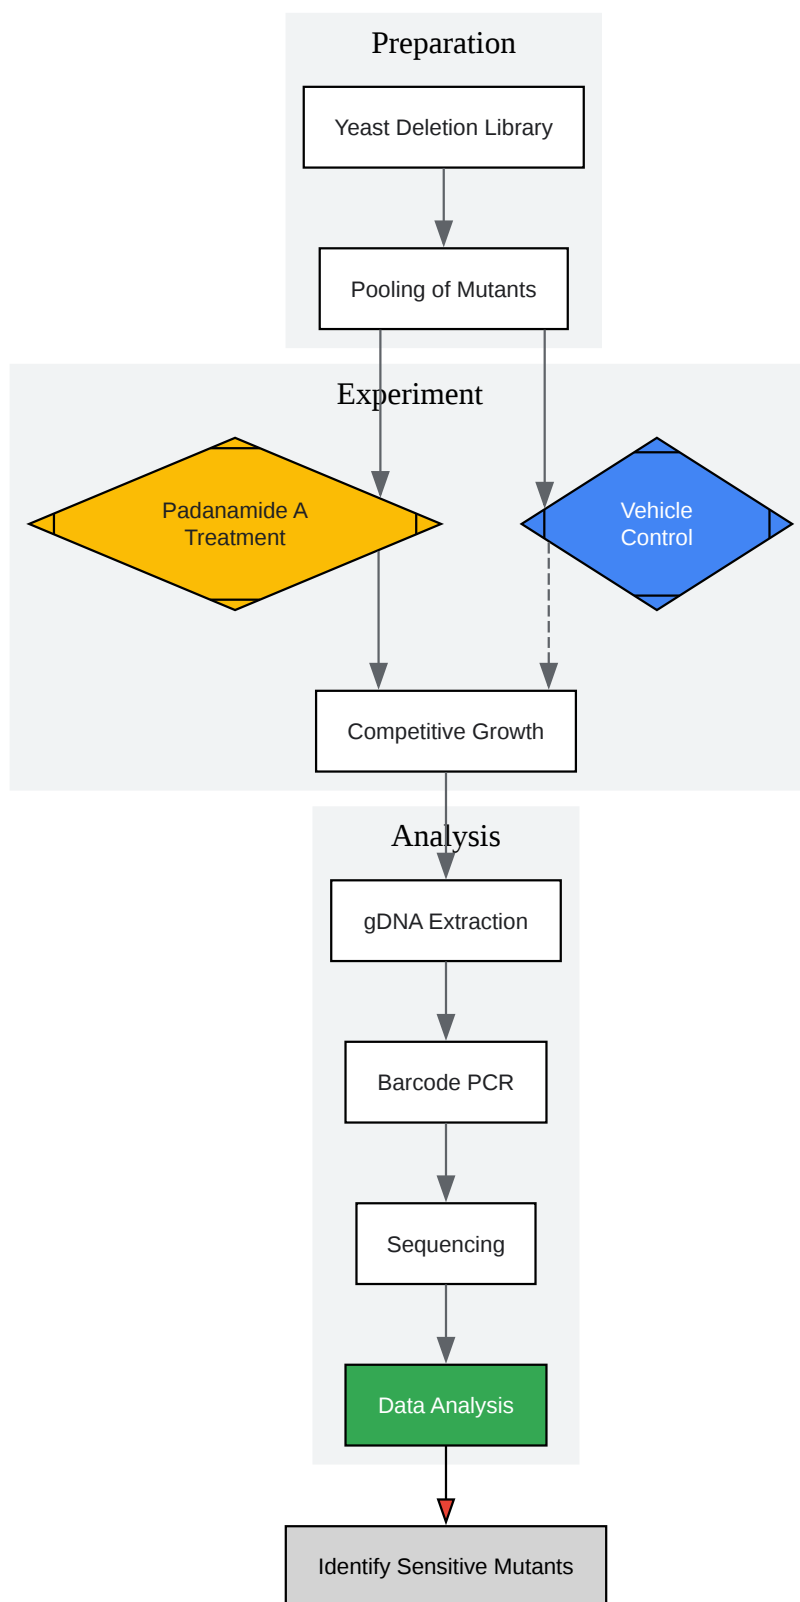 Preparation
Yeast Deletion Library
Pooling of Mutants
Experiment
Padanamide A
Treatment
Vehicle
Control
Competitive Growth
Analysis
gDNA Extraction
Barcode PCR
Sequencing
Data Analysis
Identify Sensitive Mutants